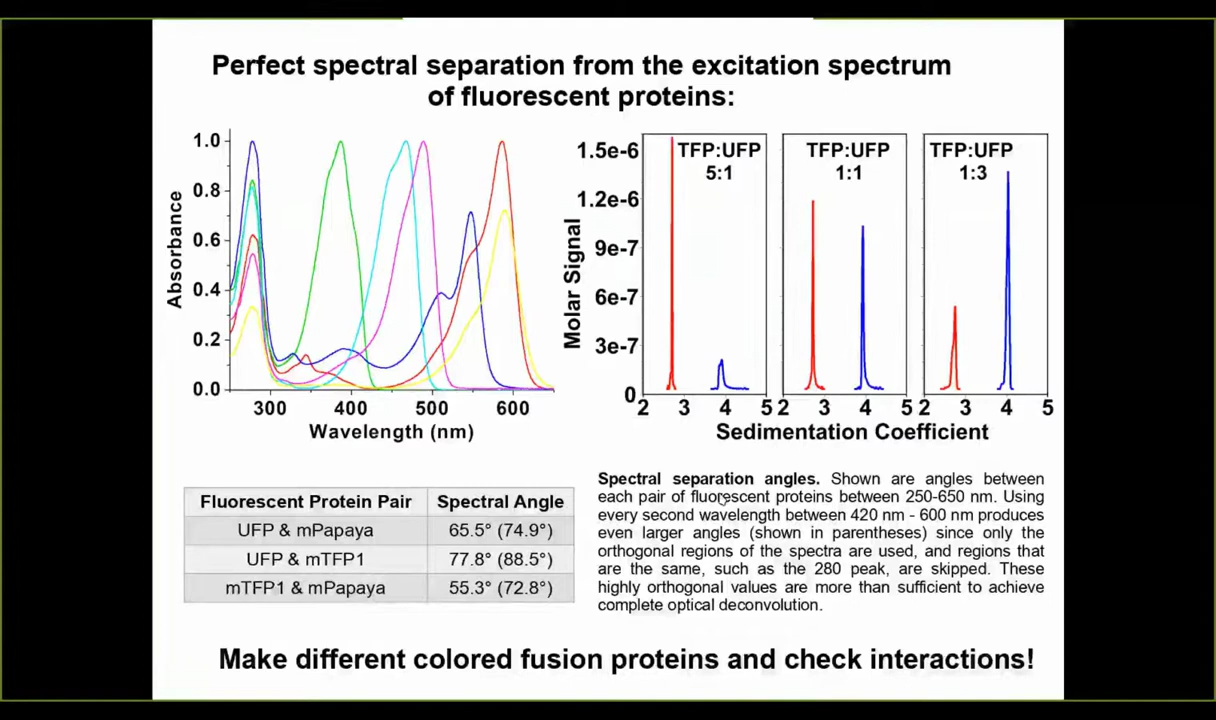 Perfect spectral separation from the excitation spectrum
of fluorescent proteins:
Absorbance
1.0
0.8
0.6
0.4
0.2
0.0
300 400 500 600
Wavelength (nm)
Molar Signal
1.5e-6
1.2e-6
9e-7
6e-7
3e-7
0
TFP:UFP
5:1
TFP:UFP
1:1
TFP:UFP
1:3
2 3 4 5 2 3 4 5 2 3 4 5
Sedimentation Coefficient
Fluorescent Protein Pair Spectral Angle
UFP & mPapaya 65.5° (74.9°)
UFP & mTFP1 77.8° (88.5°)
mTFP1 & mPapaya 55.3° (72.8°)
Spectral separation angles. Shown are angles between
each pair of fluorescent proteins between 250-650 nm. Using
every second wavelength between 420 nm - 600 nm produces
even larger angles (shown in parentheses) since only the
orthogonal regions of the spectra are used, and regions that
are the same, such as the 280 peak, are skipped. These
highly orthogonal values are more than sufficient to achieve
complete optical deconvolution.
Make different colored fusion proteins and check interactions!